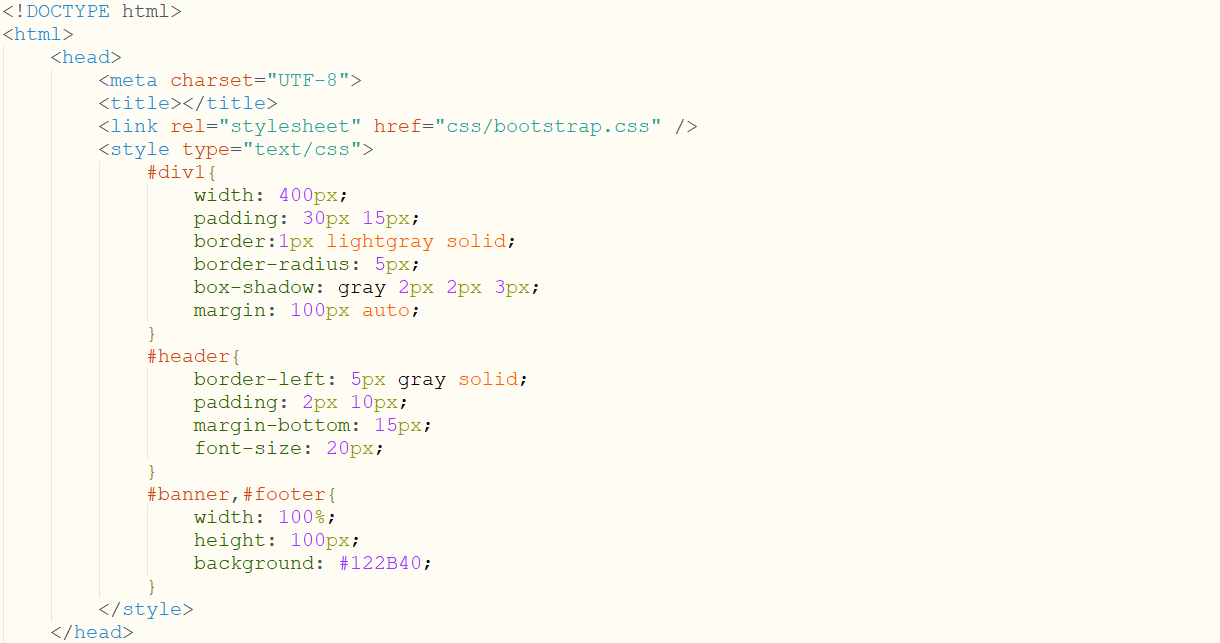 <!DOCTYPE html>
<html>
    <head>
        <meta charset="UTF-8">
        <title></title>
        <link rel="stylesheet" href="css/bootstrap.css" />
        <style type="text/css">
            #div1{
                width: 400px;
                padding: 30px 15px;
                border:1px lightgray solid;
                border-radius: 5px;
                box-shadow: gray 2px 2px 3px;
                margin: 100px auto;
            }
            #header{
                border-left: 5px gray solid;
                padding: 2px 10px;
                margin-bottom: 15px;
                font-size: 20px;
            }
            #banner,#footer{
                width: 100%;
                height: 100px;
                background: #122B40;
            }
        </style>
    </head>